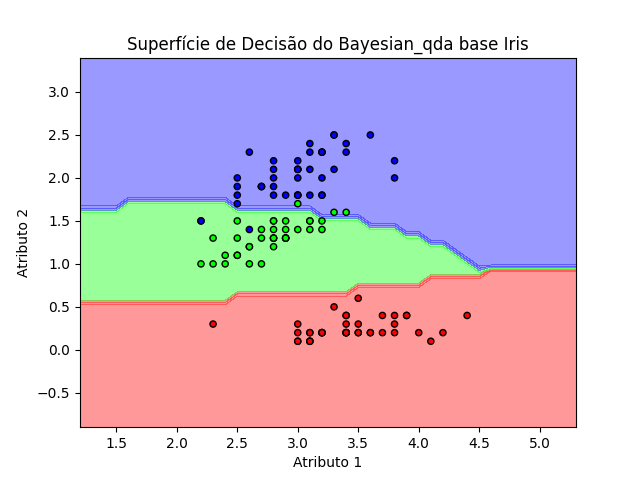 Superfície de Decisão do Bayesian_qda base Iris
3.0
2.5
2.0
1.5
1.0
0.5
0.0
−0.5
Atributo 2
1.5 2.0 2.5 3.0 3.5 4.0 4.5 5.0
Atributo 1